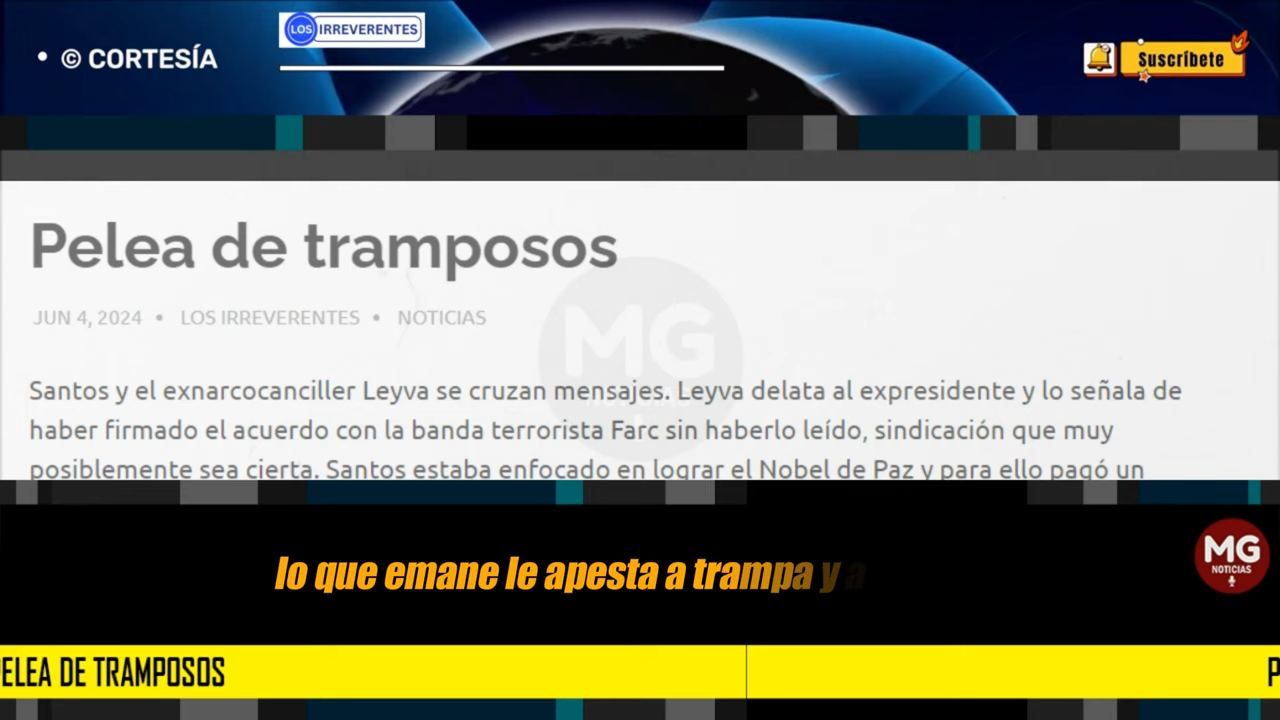 • © CORTESÍA
LOS IRREVERENTES
Suscríbete
Pelea de tramposos
JUN 4, 2024 • LOS IRREVERENTES • NOTICIAS
MG
Santos y el exnarcocanciller Leyva se cruzan mensajes. Leyva delata al expresidente y lo señala de
haber firmado el acuerdo con la banda terrorista Farc sin haberlo leído, sindicación que muy
posiblemente sea cierta. Santos estaba enfocado en lograr el Nobel de Paz y para ello pagó un
lo que emane le apesta a trampa y a
MG
NOTICIAS
ELEA DE TRAMPOSOS
P